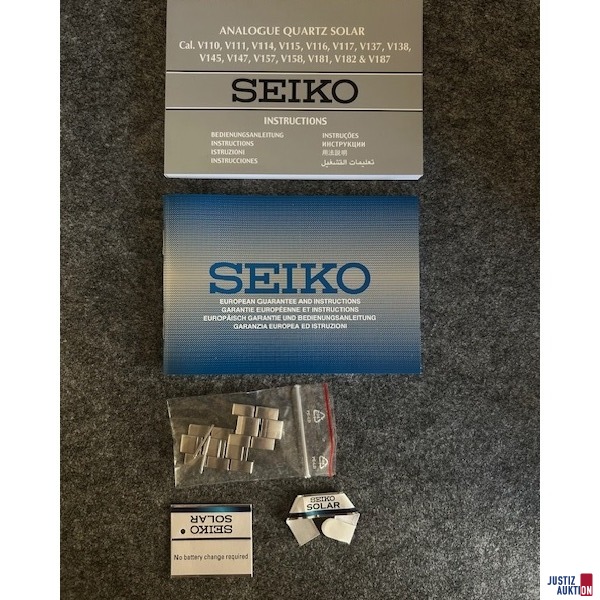 ANALOGUE QUARTZ SOLAR
Cal. V110, V111, V114, V115, V116, V117, V137, V138,
V145, V147, V157, V158, V181, V182 & V187
SEIKO
INSTRUCTIONS
BEDIENUNGSANLEITUNG
INSTRUCTIONS
ISTRUZIONI
INSTRUCCIONES
INSTRUÇÕES
ИНСТРУКЦИИ
用法說明
تعليمات التشغيل
SEIKO
EUROPEAN GUARANTEE AND INSTRUCTIONS
GARANTIE EUROPÉENNE ET INSTRUCTIONS
EUROPÄISCH GARANTIE UND BEDIENUNGSANLEITUNG
GARANZIA EUROPEA ED ISTRUZIONI
SEIKO
SOLAR
No battery change required
SEIKO
SOLAR
JUSTIZ
AUKTION